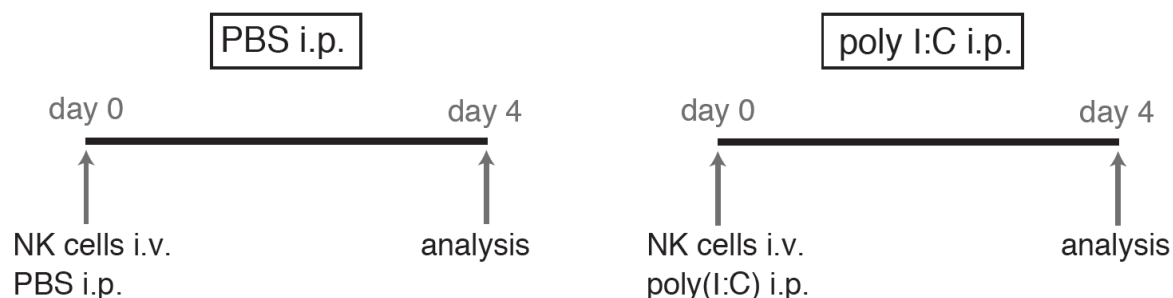 PBS i.p.
day 0
day 4
NK cells i.v.
PBS i.p.
analysis
poly I:C i.p.
day 0
day 4
NK cells i.v.
poly(I:C) i.p.
analysis